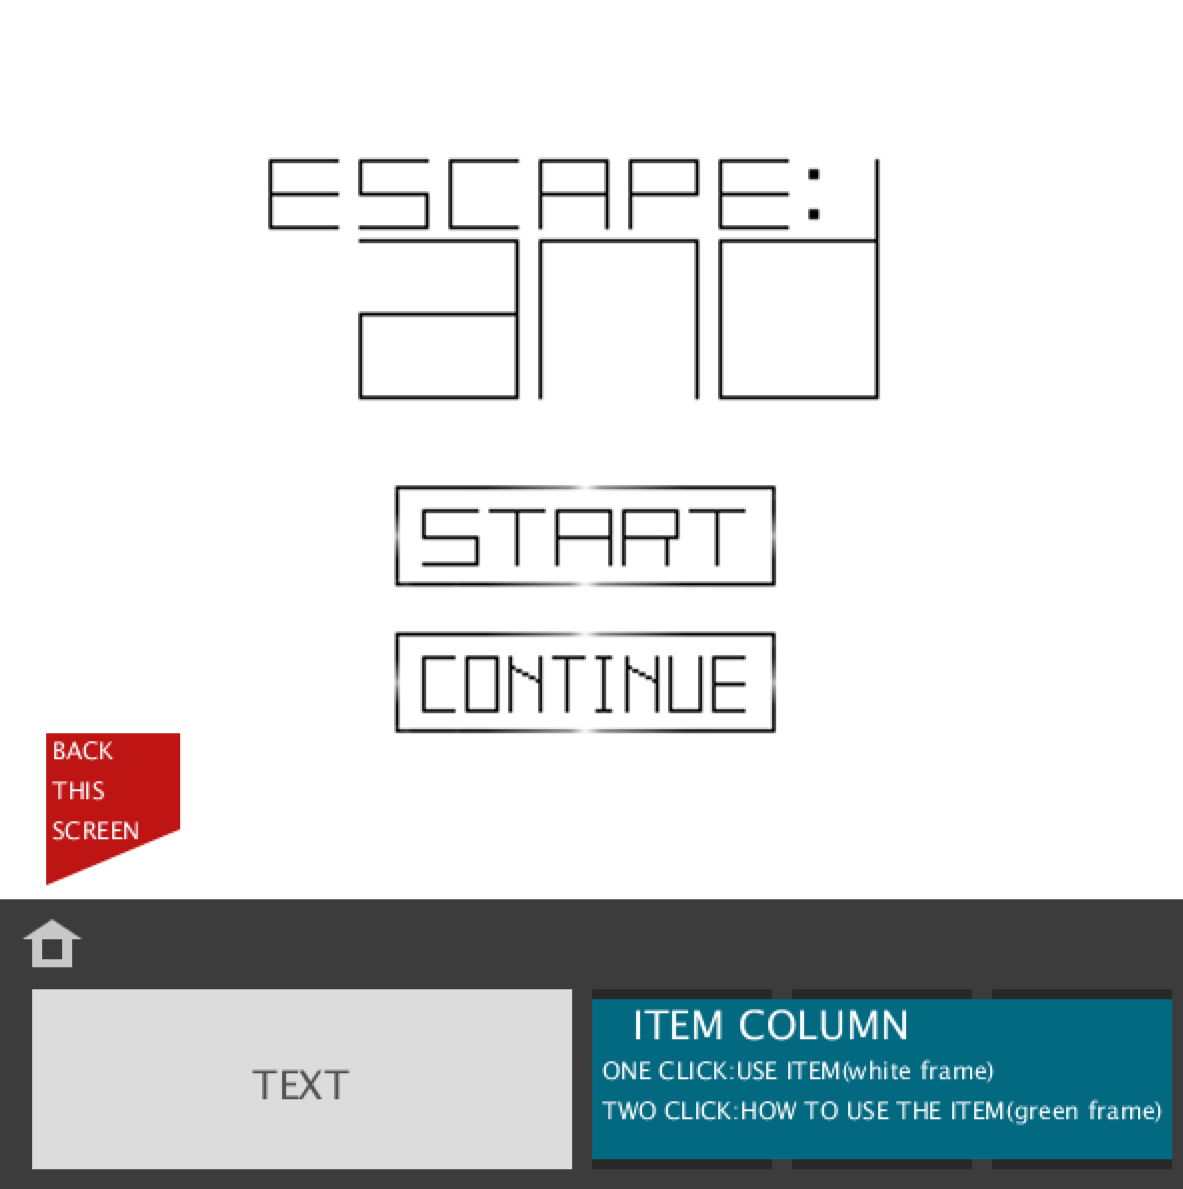 ESCAPE:
and
START
CONTINUE
BACK
THIS
SCREEN
TEXT
ITEM COLUMN
ONE CLICK:USE ITEM(white frame)
TWO CLICK:HOW TO USE THE ITEM(green frame)